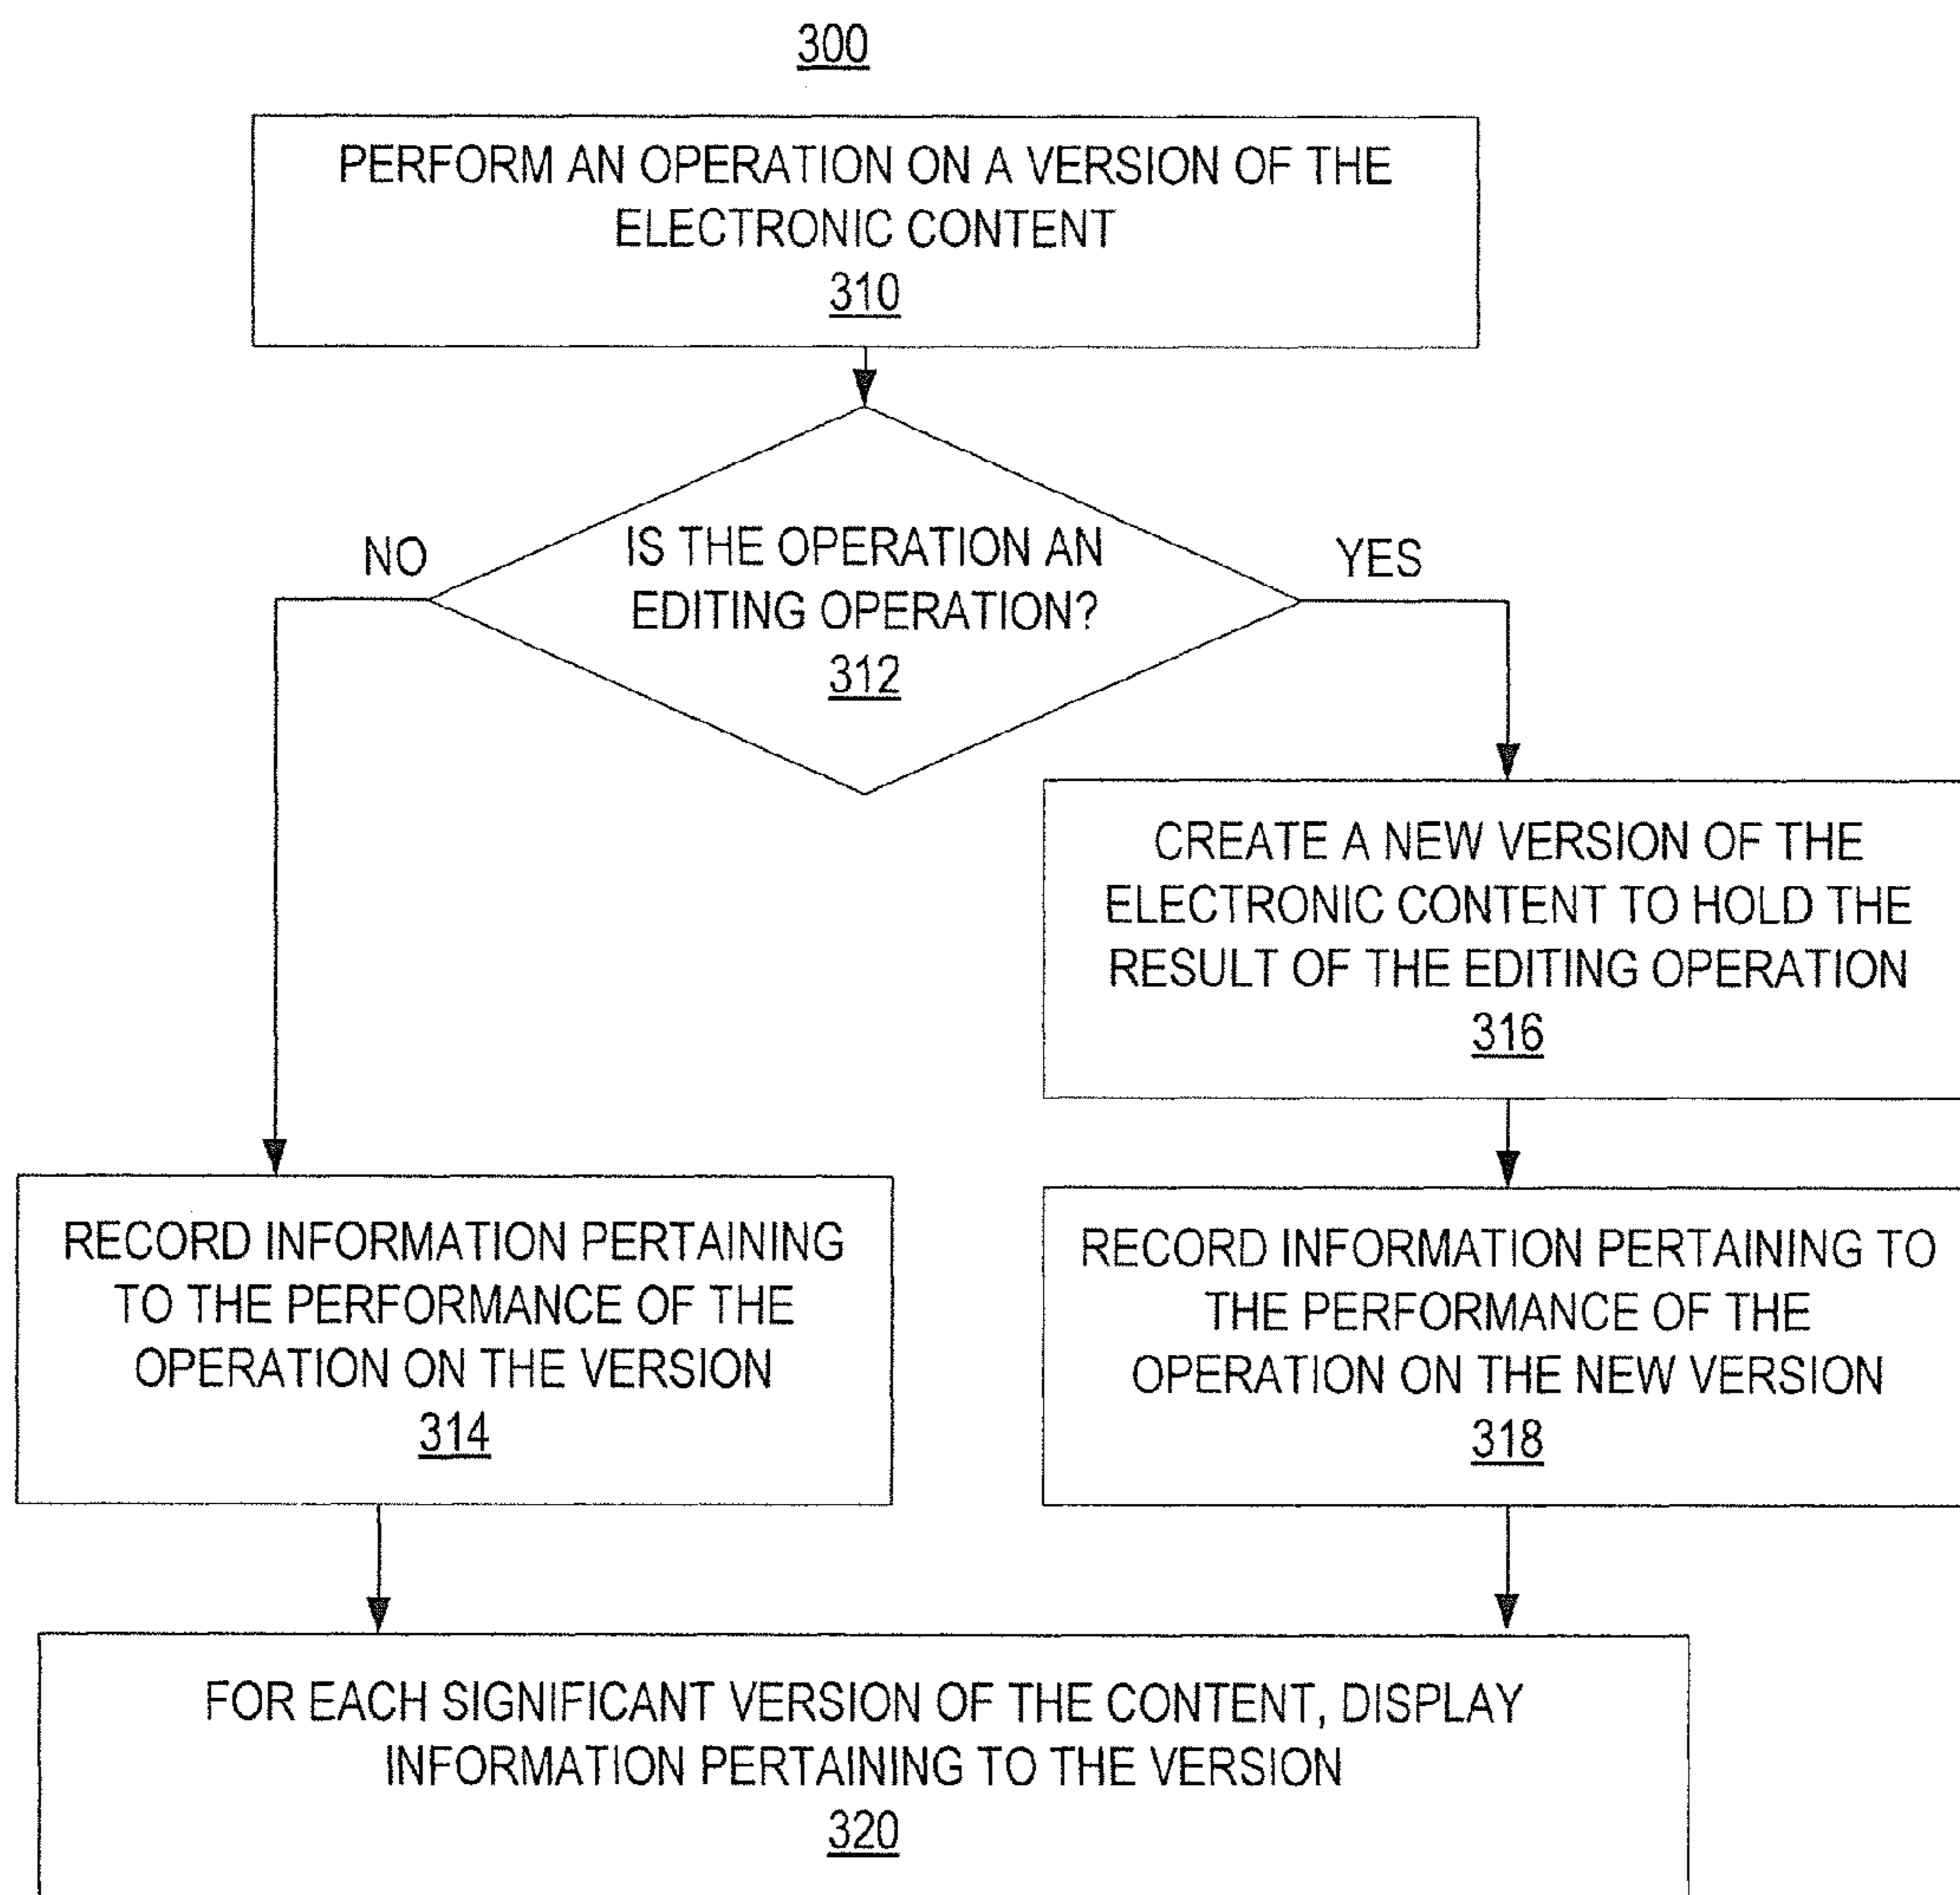 300
PERFORM AN OPERATION ON A VERSION OF THE
ELECTRONIC CONTENT
310
IS THE OPERATION AN
EDITING OPERATION?
312
NO
YES
CREATE A NEW VERSION OF THE
ELECTRONIC CONTENT TO HOLD THE
RESULT OF THE EDITING OPERATION
316
RECORD INFORMATION PERTAINING
TO THE PERFORMANCE OF THE
OPERATION ON THE VERSION
314
RECORD INFORMATION PERTAINING TO
THE PERFORMANCE OF THE
OPERATION ON THE NEW VERSION
318
FOR EACH SIGNIFICANT VERSION OF THE CONTENT, DISPLAY
INFORMATION PERTAINING TO THE VERSION
320